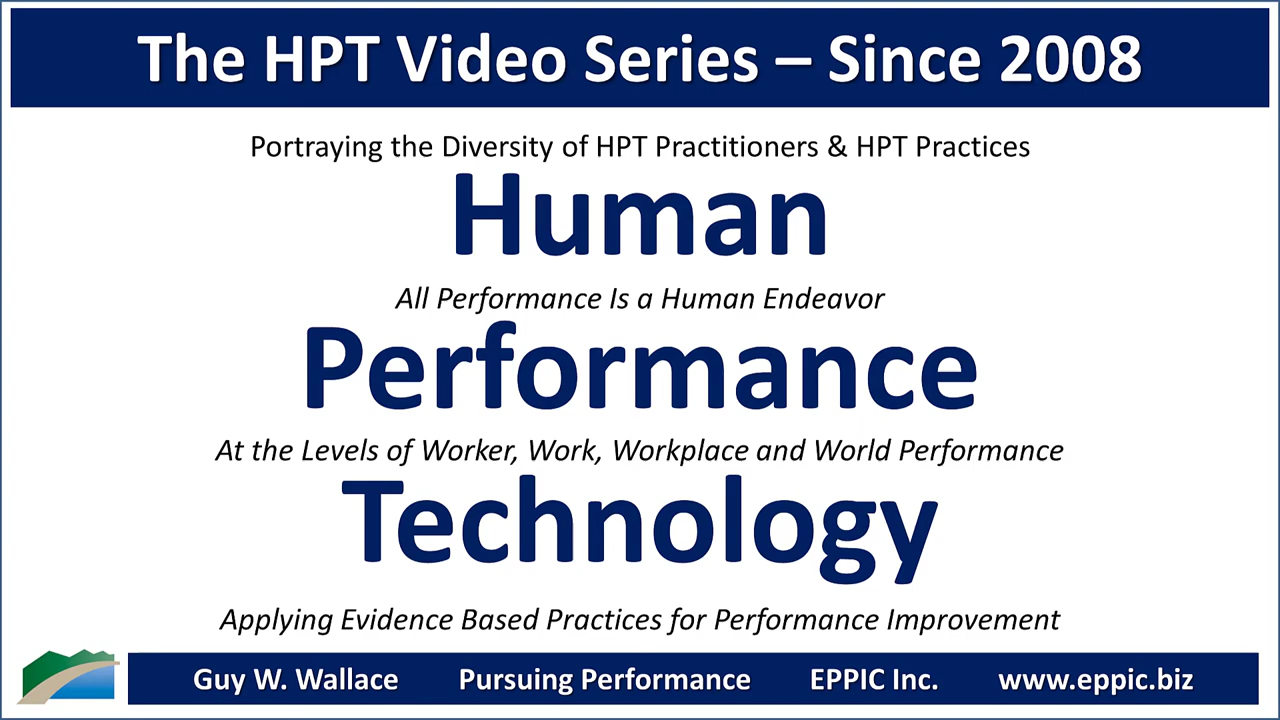 The HPT Video Series – Since 2008
Portraying the Diversity of HPT Practitioners & HPT Practices
Human
All Performance Is a Human Endeavor
Performance
At the Levels of Worker, Work, Workplace and World Performance
Technology
Applying Evidence Based Practices for Performance Improvement
Guy W. Wallace Pursuing Performance EPPIC Inc. www.eppic.biz